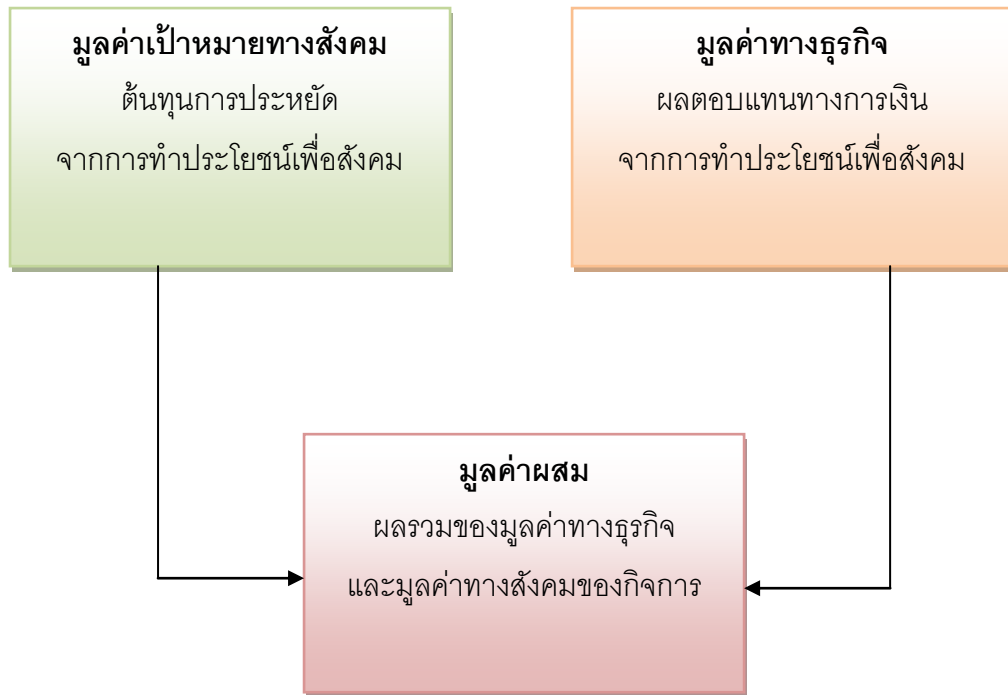 มูลค่าเป้าหมายทางสังคม
ต้นทุนการประหยัด
จากการทำประโยชน์เพื่อสังคม
มูลค่าทางธุรกิจ
ผลตอบแทนทางการเงิน
จากการทำประโยชน์เพื่อสังคม
มูลค่าผสม
ผลรวมของมูลค่าทางธุรกิจ
และมูลค่าทางสังคมของกิจการ